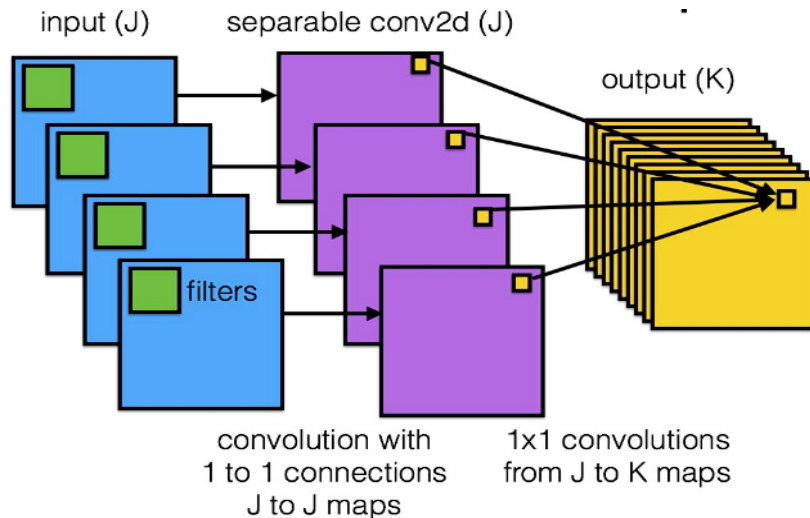 input (J)
separable conv2d (J)
output (K)
filters
convolution with
1 to 1 connections
J to J maps
1x1 convolutions
from J to K maps